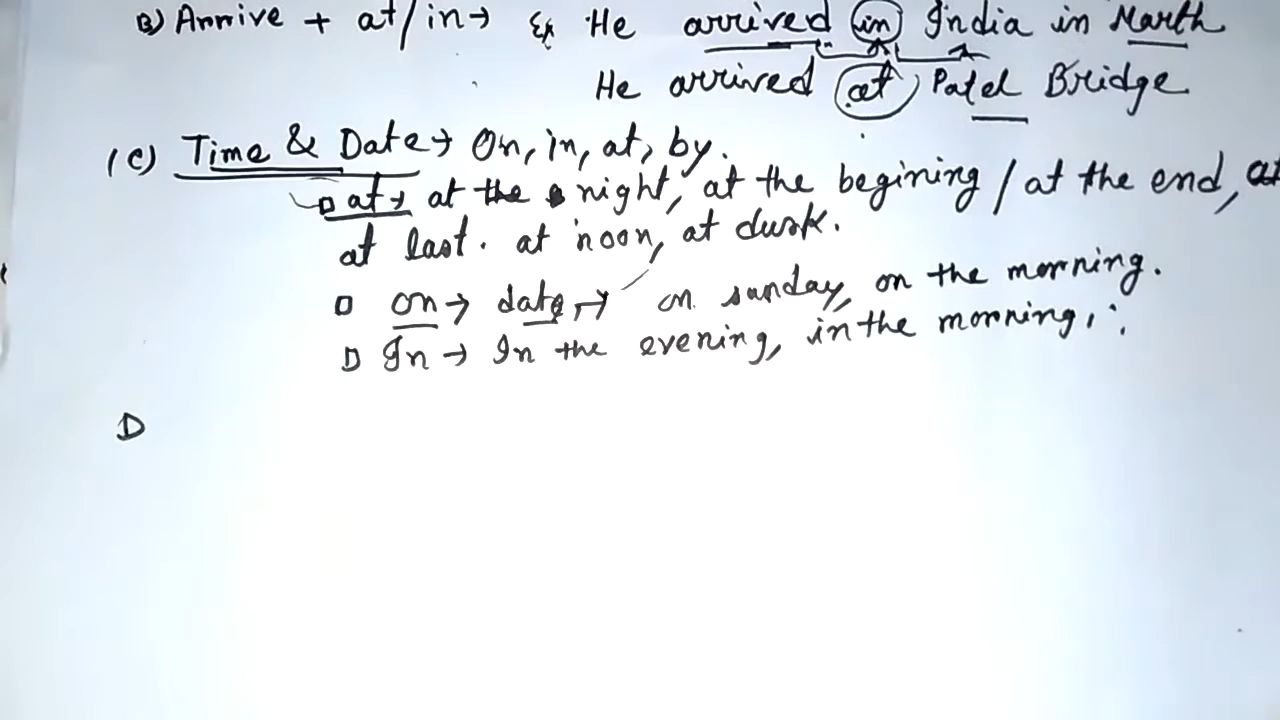 B) Arrive + at/in → Ex He arrived in India in Marth
He arrived at Patel Bridge
(C) Time & Date → On, in, at, by.
at → at the night, at the begining / at the end, at
at last. at noon, at dusk.
on → date, → on sunday, on the morning.
In → In the evening, in the morning,
D